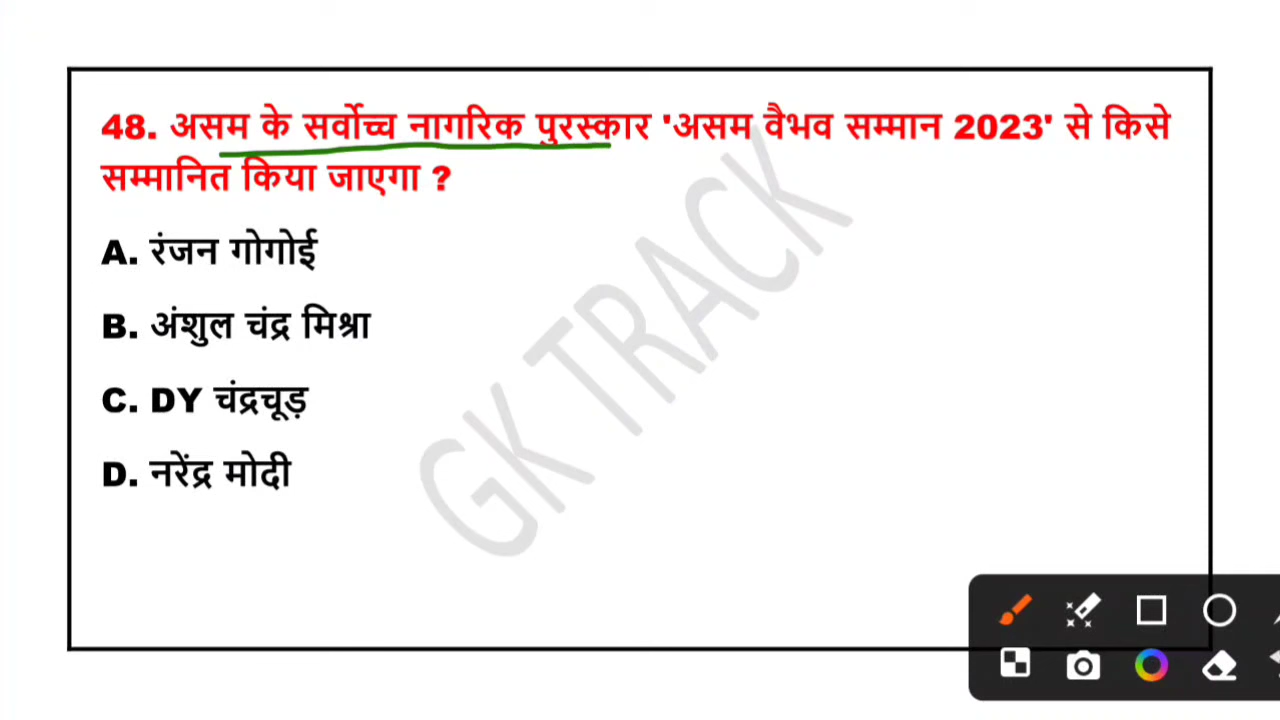 48. असम के सर्वोच्च नागरिक पुरस्कार 'असम वैभव सम्मान 2023' से किसे
सम्मानित किया जाएगा ?
A. रंजन गोगोई
B. अंशुल चंद्र मिश्रा
C. DY चंद्रचूड़
D. नरेंद्र मोदी
GK TRACK